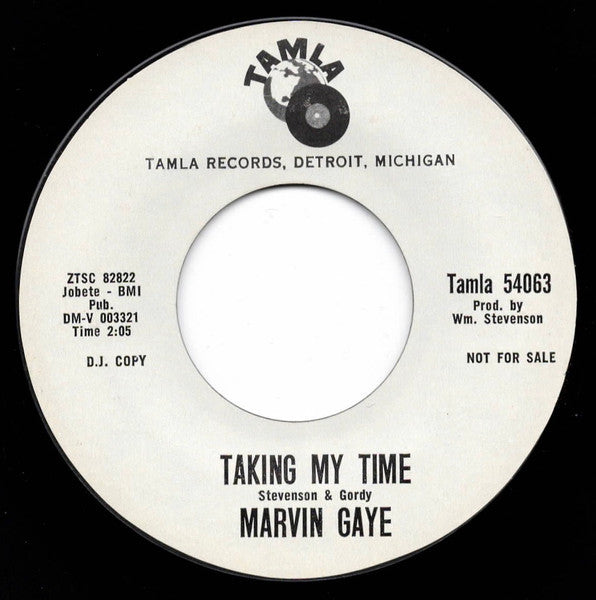 TAMLA
TAMLA RECORDS, DETROIT, MICHIGAN
ZTSC 82822
Jobete - BMI
Pub.
DM-V 003321
Time 2:05
D.J. COPY
Tamla 54063
Prod. by
Wm. Stevenson
NOT FOR SALE
TAKING MY TIME
Stevenson & Gordy
MARVIN GAYE